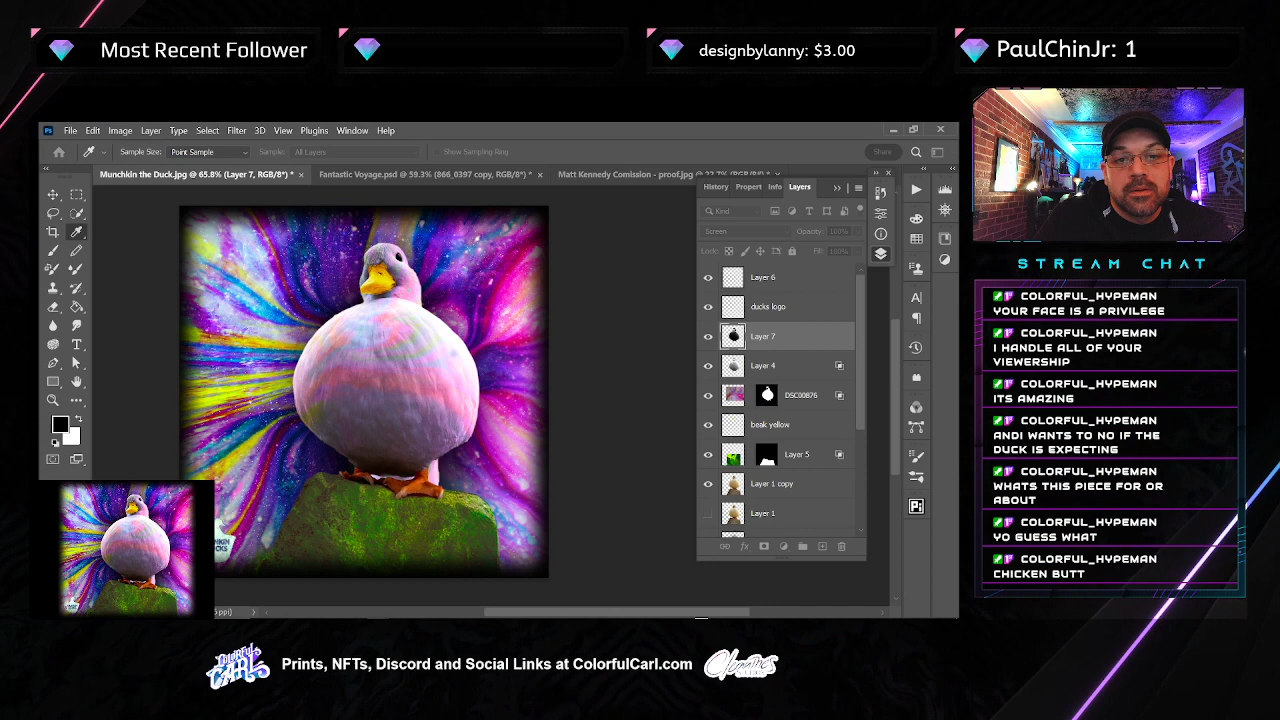 Most Recent Follower
designbylanny: $3.00
PaulChinJr: 1
Ps File Edit Image Layer Type Select Filter 3D View Plugins Window Help
Sample Size: Point Sample Sample: All Layers Show Sampling Ring Share
Munchkin the Duck.jpg @ 65.8% (Layer 7, RGB/8*) * × Fantastic Voyage.psd @ 59.3% (866_0397 copy, RGB/8*) * × Matt Kennedy Comission - proof.jpg @
History Propert Info Layers
Kind
Screen Opacity: 100%
Lock: Fill: 100%
Layer 6
ducks logo
Layer 7
Layer 4
DSC00876
beak yellow
Layer 5
Layer 1 copy
Layer 1
Pi
ppi)
STREAM CHAT
COLORFUL_HYPEMAN
YOUR FACE IS A PRIVILEGE
COLORFUL_HYPEMAN
I HANDLE ALL OF YOUR
VIEWERSHIP
COLORFUL_HYPEMAN
ITS AMAZING
COLORFUL_HYPEMAN
ANDI WANTS TO NO IF THE
DUCK IS EXPECTING
COLORFUL_HYPEMAN
WHATS THIS PIECE FOR OR
ABOUT
COLORFUL_HYPEMAN
YO GUESS WHAT
COLORFUL_HYPEMAN
CHICKEN BUTT
COLORFUL
CARL
Prints, NFTs, Discord and Social Links at ColorfulCarl.com